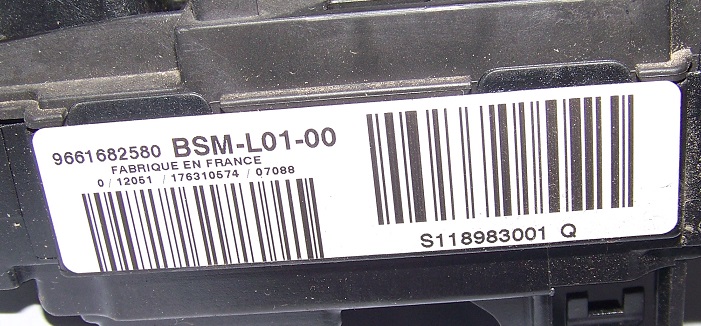 9661682580 BSM-L01-00
FABRIQUE EN FRANCE
0 / 12051 / 176310574 / 07088
S118983001 Q